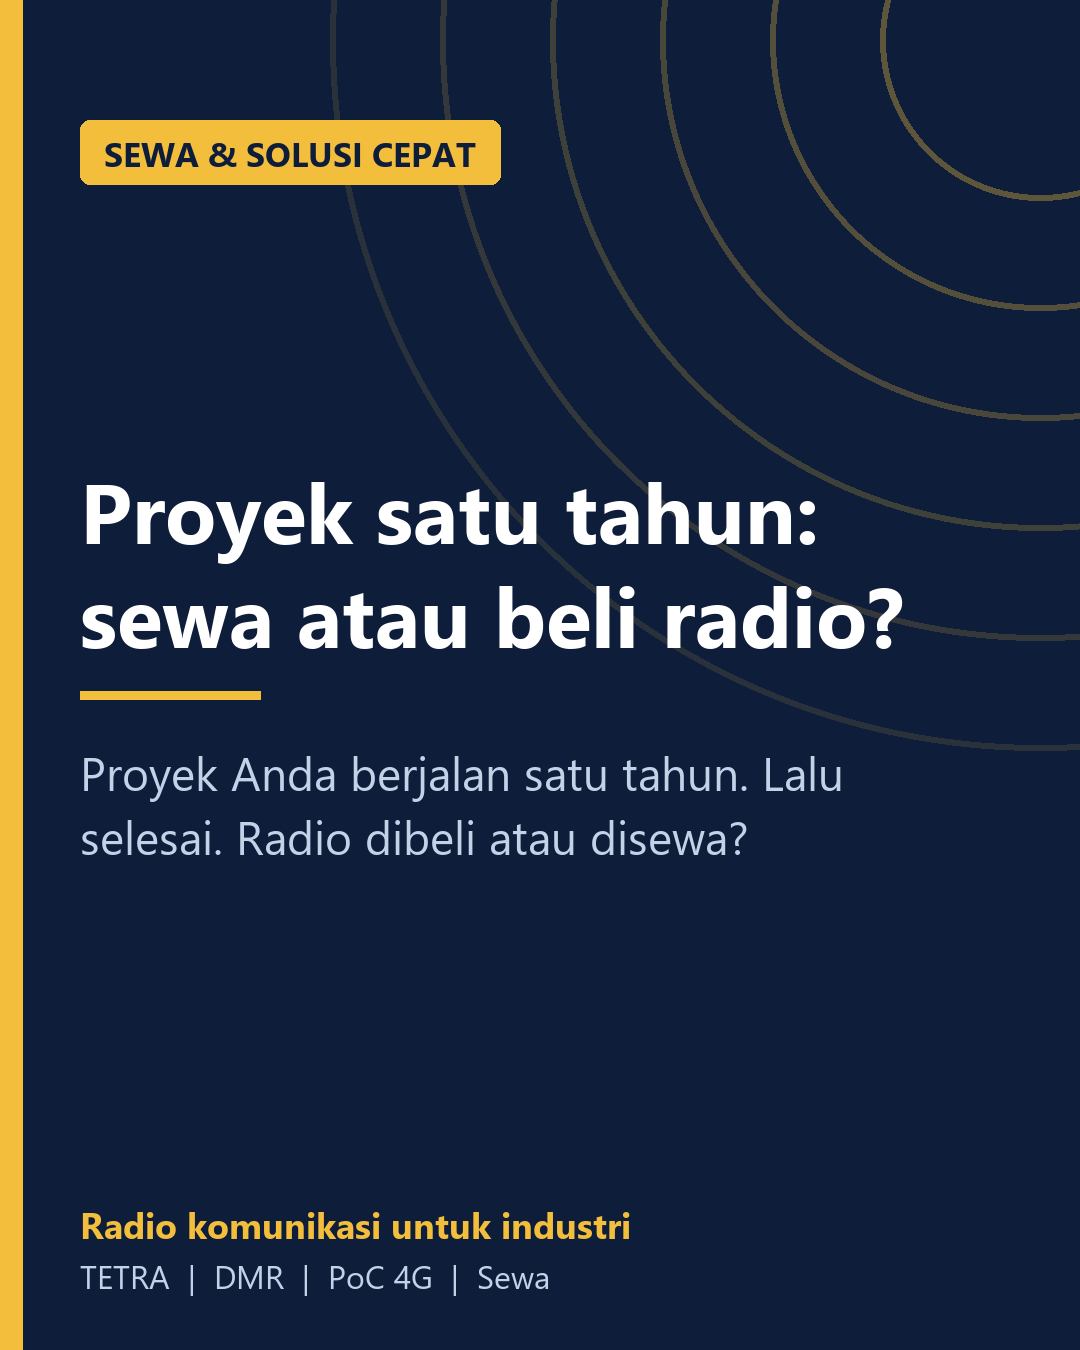 SEWA & SOLUSI CEPAT
Proyek satu tahun:
sewa atau beli radio?
Proyek Anda berjalan satu tahun. Lalu
selesai. Radio dibeli atau disewa?
Radio komunikasi untuk industri
TETRA | DMR | PoC 4G | Sewa